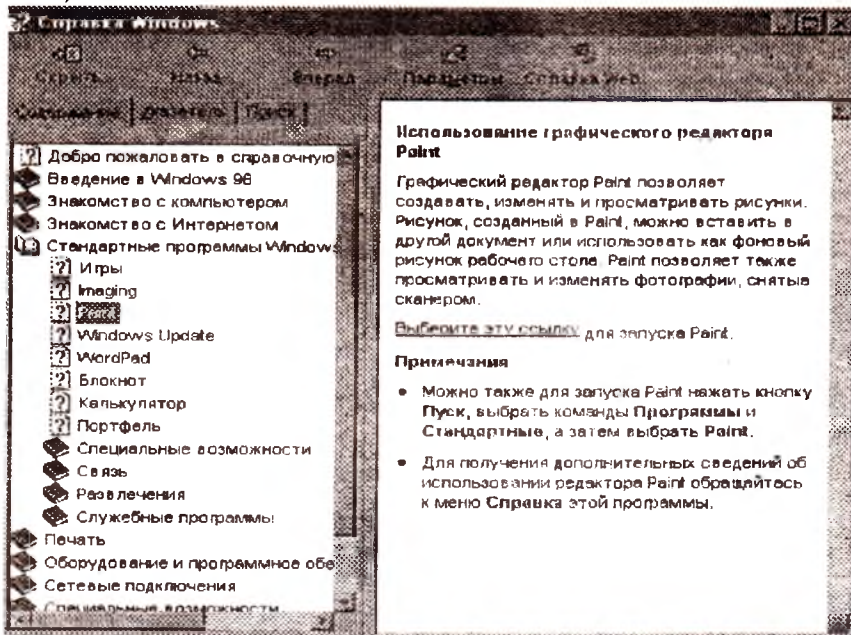 Справка Windows
Скрыть Назад Вперед Параметры Справка Web
Содержание Указатель Поиск
Добро пожаловать в справочную
Введение в Windows 98
Знакомство с компьютером
Знакомство с Интернетом
Стандартные программы Windows
Игры
Imaging
Paint
Windows Update
WordPad
Блокнот
Калькулятор
Портфель
Специальные возможности
Связь
Развлечения
Служебные программы
Печать
Оборудование и программное обе
Сетевые подключения
Специальные возможности
Использование графического редактора
Paint
Графический редактор Paint позволяет
создавать, изменять и просматривать рисунки.
Рисунок, созданный в Paint, можно вставить в
другой документ или использовать как фоновый
рисунок рабочего стола. Paint позволяет также
просматривать и изменять фотографии, снятые
сканером.
Выберите эту ссылку для запуска Paint.
Примечания
• Можно также для запуска Paint нажать кнопку
Пуск, выбрать команды Программы и
Стандартные, а затем выбрать Paint.
• Для получения дополнительных сведений об
использовании редактора Paint обращайтесь
к меню Справка этой программы.